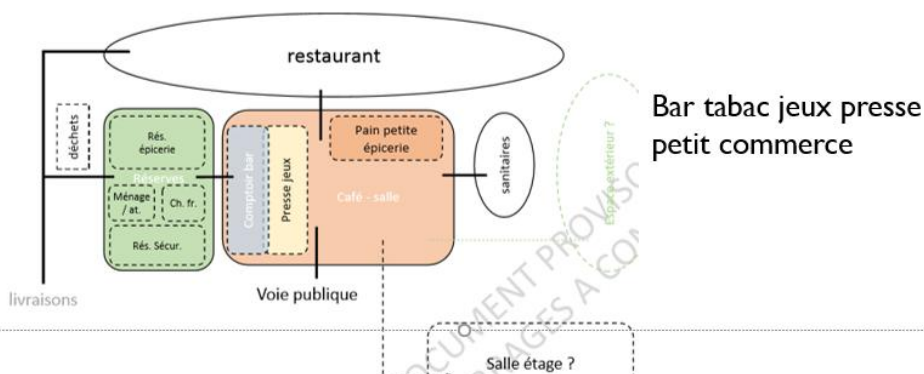 restaurant
Bar tabac jeux presse
petit commerce
déchets
Rés.
épicerie
Réserves
Ménage
/ at.
Ch. fr.
Rés. Sécur.
Comptoir bar
Presse jeux
Pain petite
épicerie
Café - salle
sanitaires
Espace extérieur ?
livraisons
Voie publique
Salle étage ?
DOCUMENT PROVISO